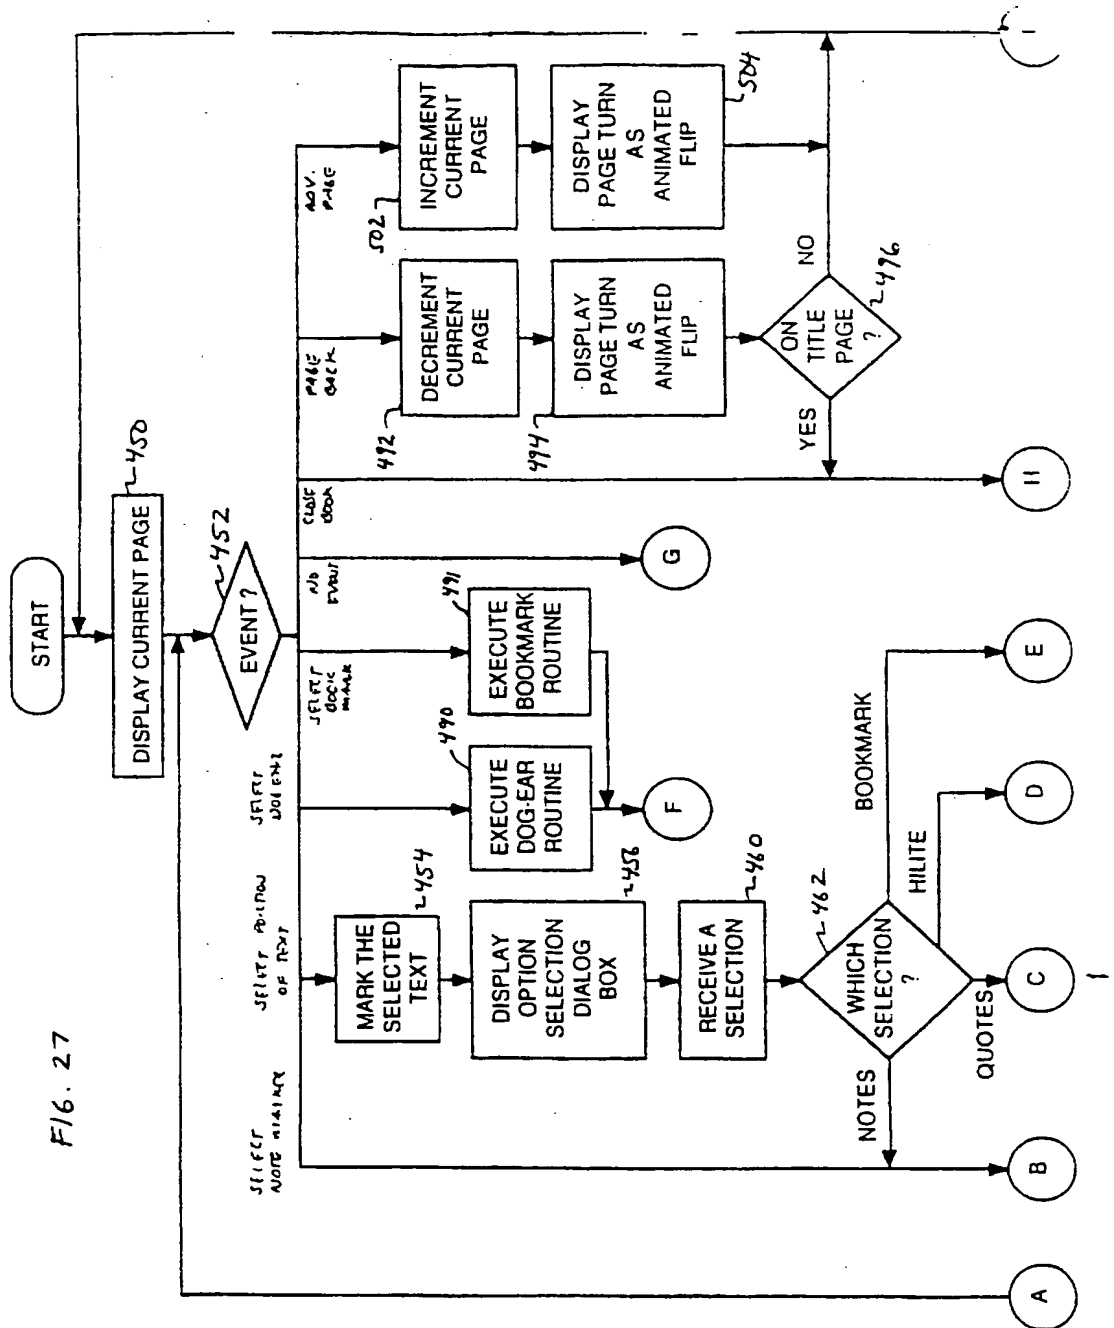 FIG. 27
START
DISPLAY CURRENT PAGE
450
EVENT?
452
SELECT
NOTE MARKER
SELECT PORTION
OF TEXT
SELECT
SELECT
BOOK
MARK
NO
EVENT
CLOSE
BOOK
PAGE
BACK
ADV.
PAGE
MARK THE
SELECTED
TEXT
454
DISPLAY
OPTION
SELECTION
DIALOG
BOX
456
RECEIVE A
SELECTION
460
WHICH
SELECTION
?
462
NOTES
QUOTES
HILITE
BOOKMARK
EXECUTE
DOG-EAR
ROUTINE
490
EXECUTE
BOOKMARK
ROUTINE
491
DECREMENT
CURRENT
PAGE
492
DISPLAY
PAGE TURN
AS
ANIMATED
FLIP
494
ON
TITLE
PAGE
?
496
YES
NO
INCREMENT
CURRENT
PAGE
502
DISPLAY
PAGE TURN
AS
ANIMATED
FLIP
504
A
B
C
D
E
F
G
H
I